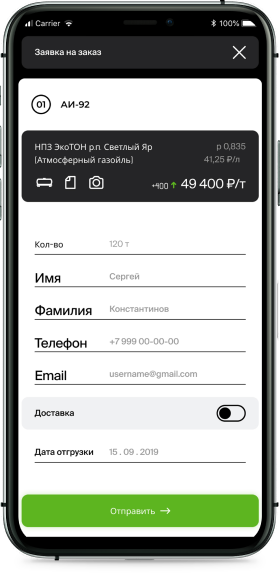 Carrier 100%
Заявка на заказ
01 АИ-92
НПЗ ЭкоТОН р.п. Светлый Яр р 0,835
(Атмосферный газойль) 41,25 ₽/л
+400 ↑ 49 400 ₽/т
Кол-во 120 т
Имя Сергей
Фамилия Константинов
Телефон +7 999 00-00-00
Email username@gmail.com
Доставка
Дата отгрузки 15 . 09 . 2019
Отправить →